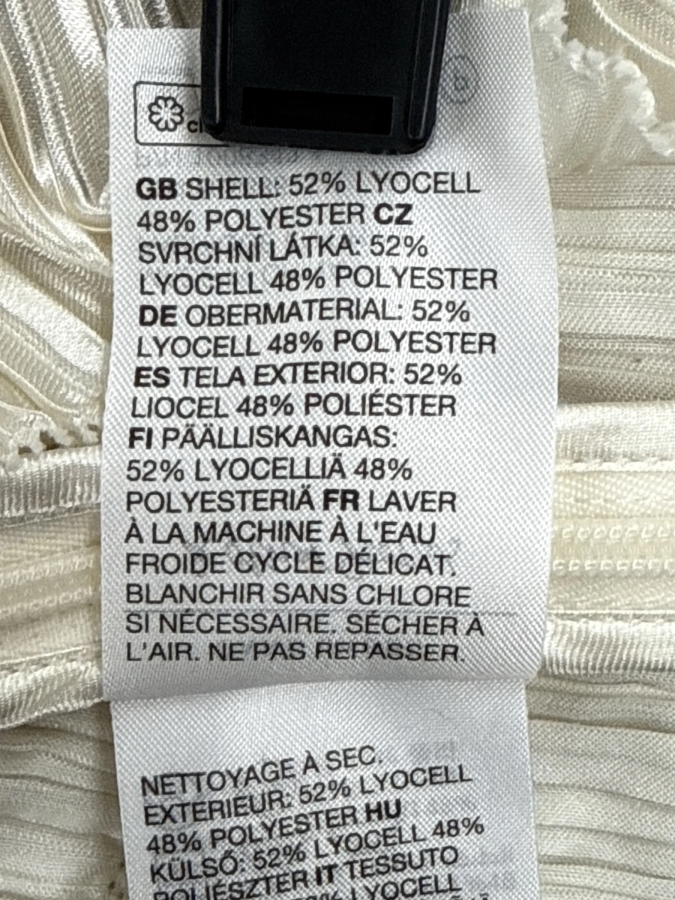 GB SHELL: 52% LYOCELL
48% POLYESTER CZ
SVRCHNÍ LÁTKA: 52%
LYOCELL 48% POLYESTER
DE OBERMATERIAL: 52%
LYOCELL 48% POLYESTER
ES TELA EXTERIOR: 52%
LIOCEL 48% POLIÉSTER
FI PÄÄLLISKANGAS:
52% LYOCELLIÄ 48%
POLYESTERIÄ FR LAVER
À LA MACHINE À L'EAU
FROIDE CYCLE DÉLICAT.
BLANCHIR SANS CHLORE
SI NÉCESSAIRE. SÉCHER À
L'AIR. NE PAS REPASSER.
NETTOYAGE À SEC.
EXTERIEUR: 52% LYOCELL
48% POLYESTER HU
KÜLSŐ: 52% LYOCELL 48%
POLIÉSZTER IT TESSUTO
LYOCELL